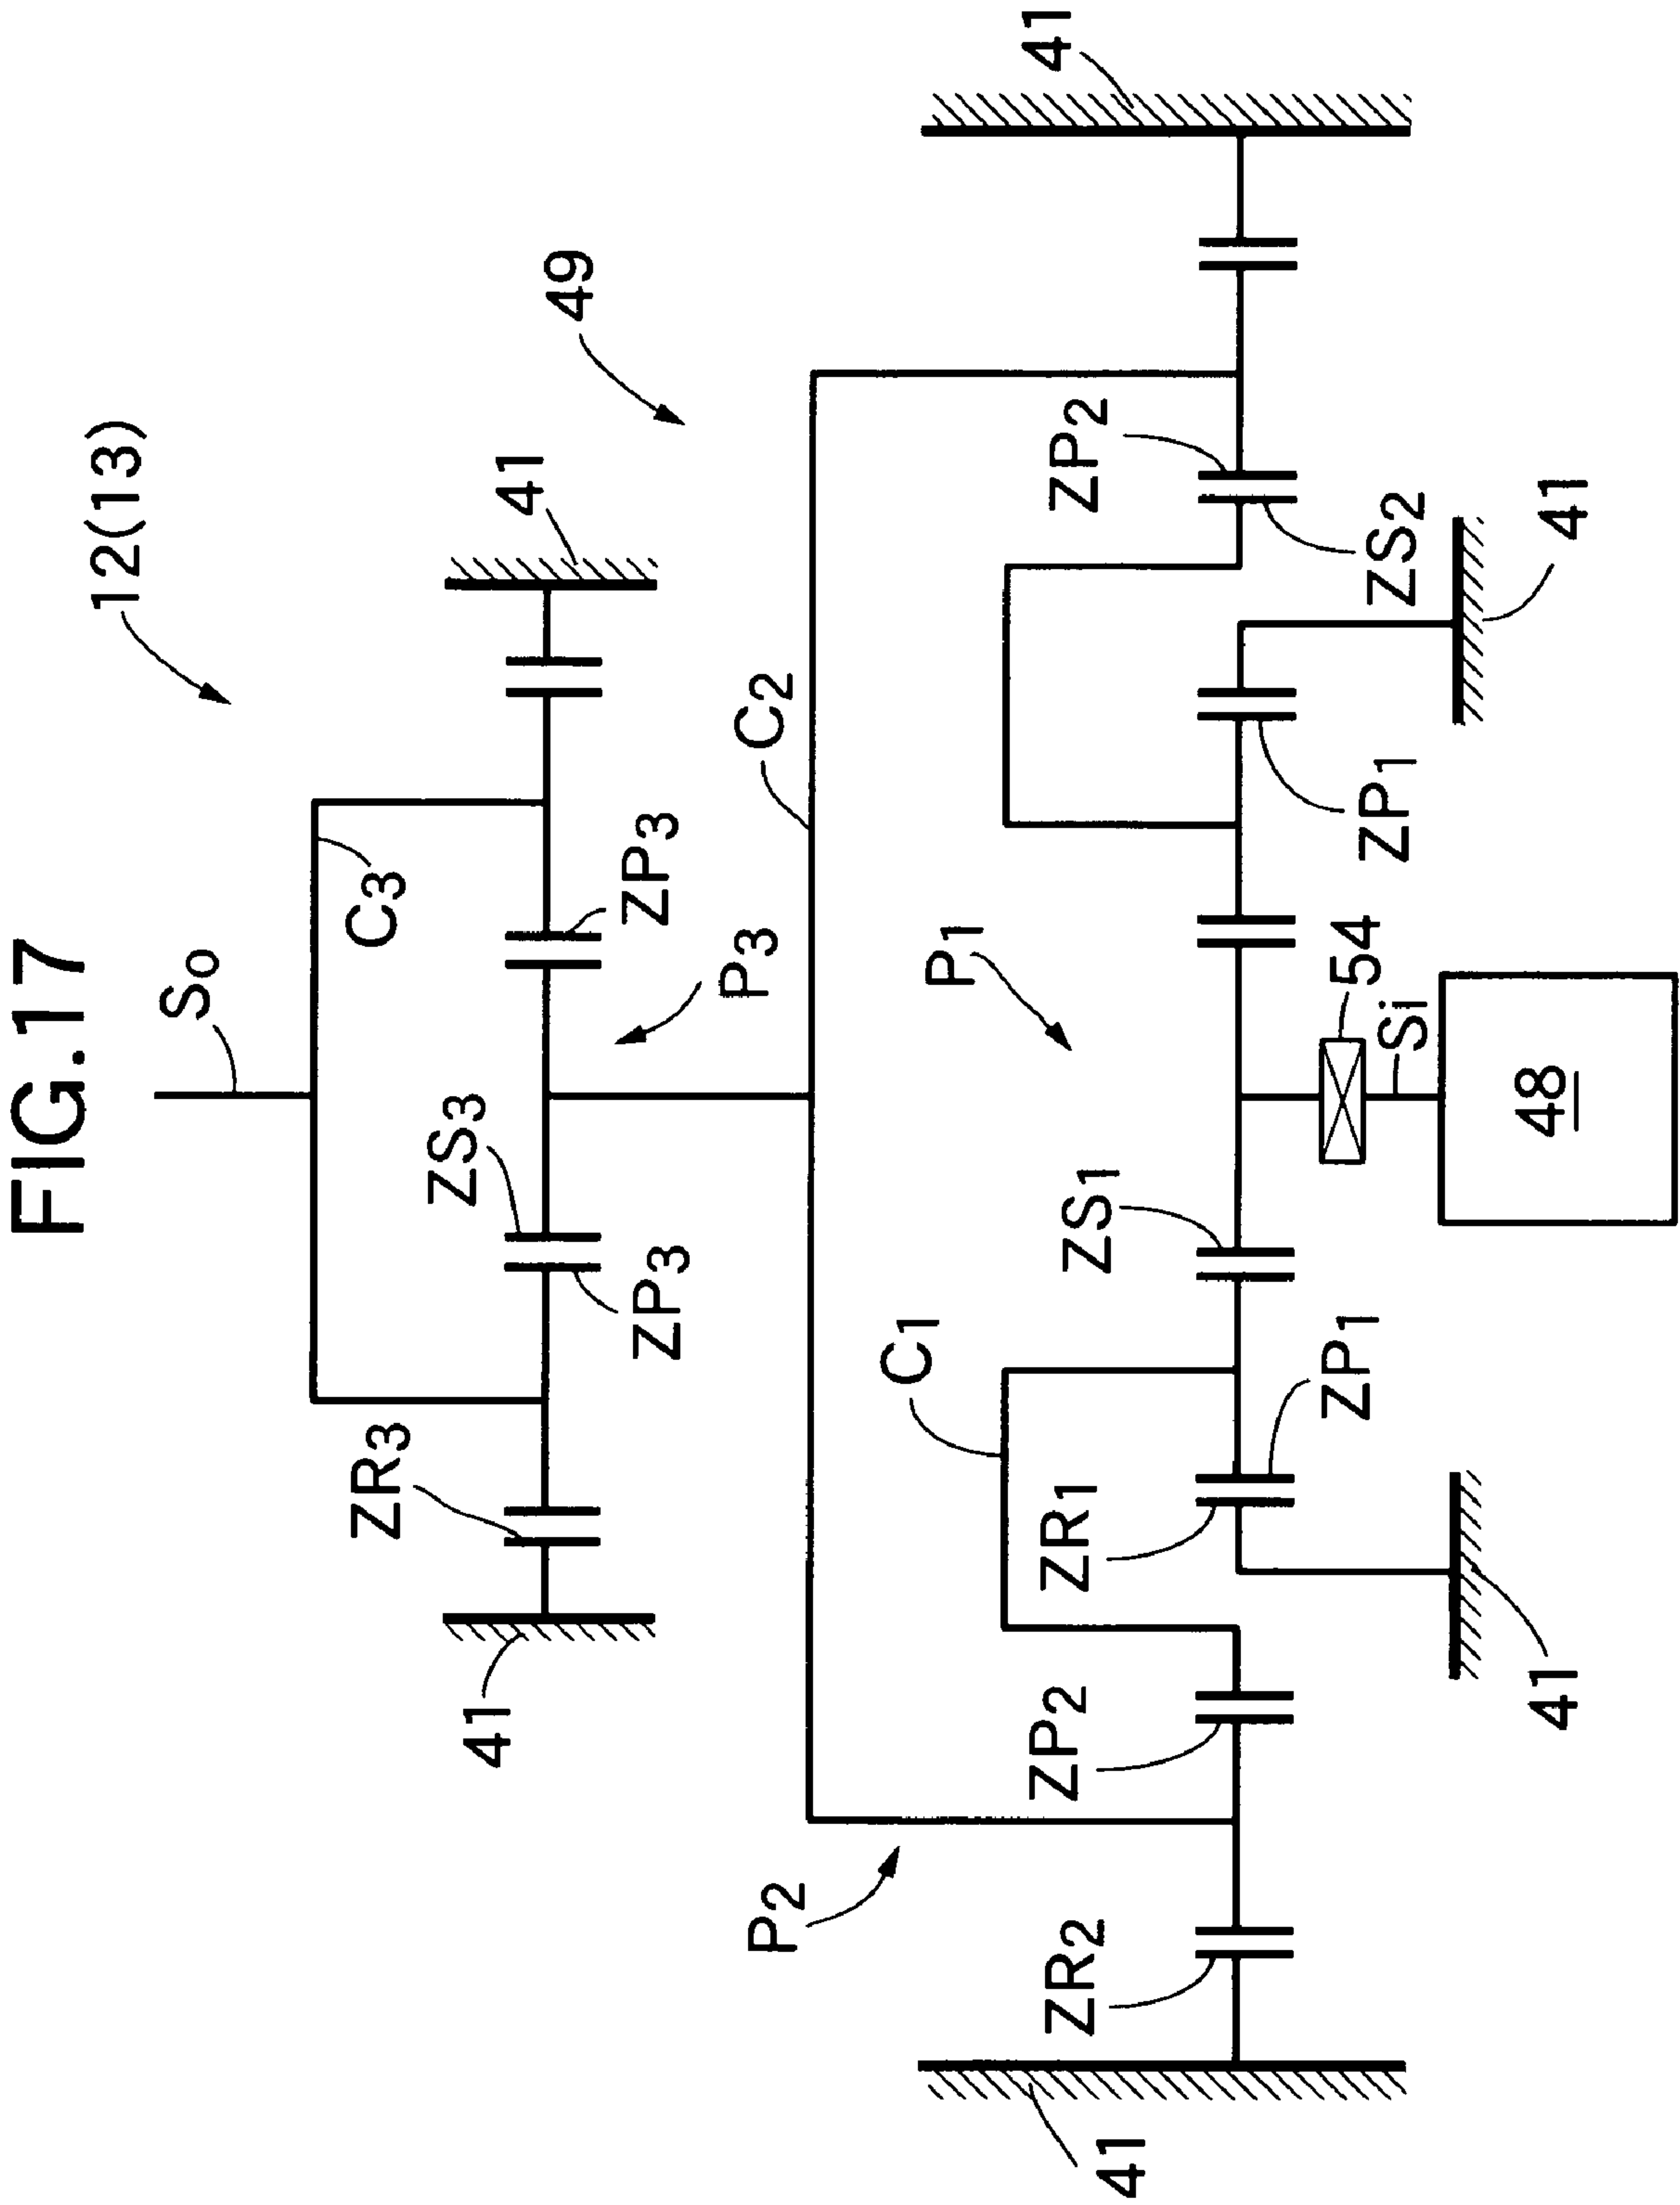 FIG.17
12(13)
So
ZR3
C3
ZS3
41
41
49
ZP3
ZP3
P3
C2
P2
C1
P1
41
ZR2
ZP2
ZR1
ZS1
ZP2
41
ZP1
54
Si
ZP1
ZS2
41
48
41